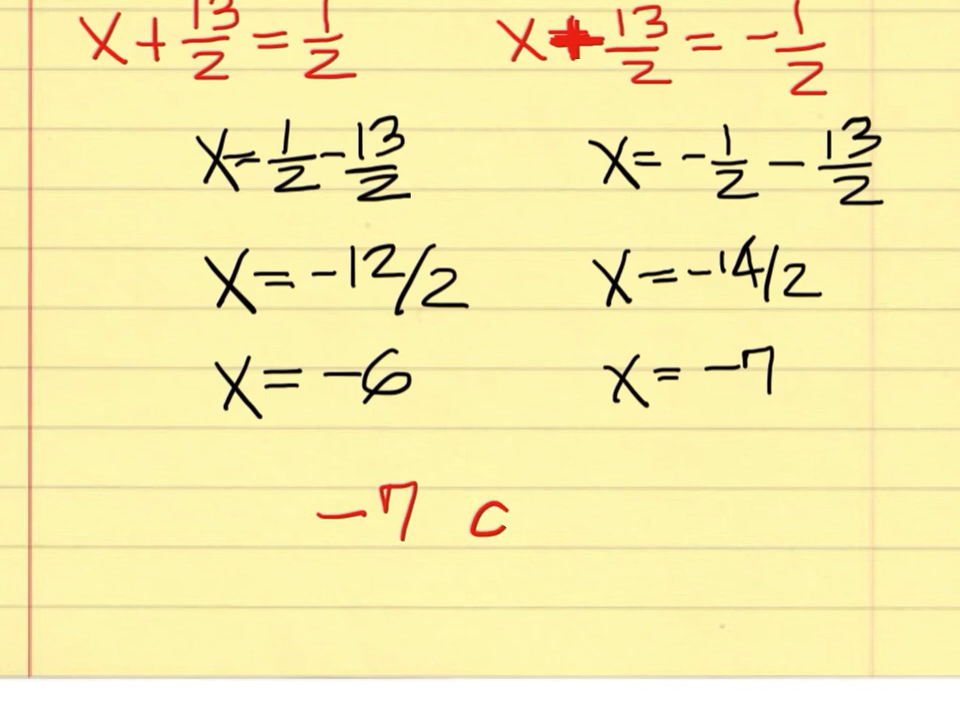 x + 13/2 = 1/2 x + 13/2 = -1/2
x = 1/2 - 13/2 x = -1/2 - 13/2
x = -12/2 x = -14/2
x = -6 x = -7
-7 c